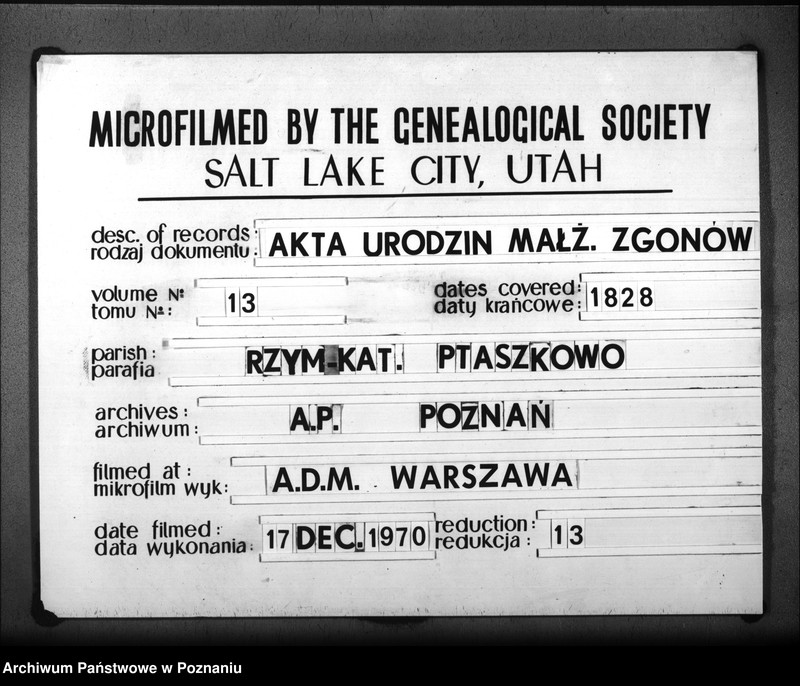 MICROFILMED BY THE GENEALOGICAL SOCIETY
SALT LAKE CITY, UTAH
desc. of records: AKTA URODZIN MAŁŻ. ZGONÓW
rodzaj dokumentu:
volume Nº 13 dates covered: 1828
tomu Nº: daty krańcowe:
parish: RZYM-KAT. PTASZKOWO
parafia
archives: A.P. POZNAŃ
archiwum:
filmed at: A.D.M. WARSZAWA
mikrofilm wyk:
date filmed: 17 DEC. 1970 reduction: 13
data wykonania: redukcja:
Archiwum Państwowe w Poznaniu